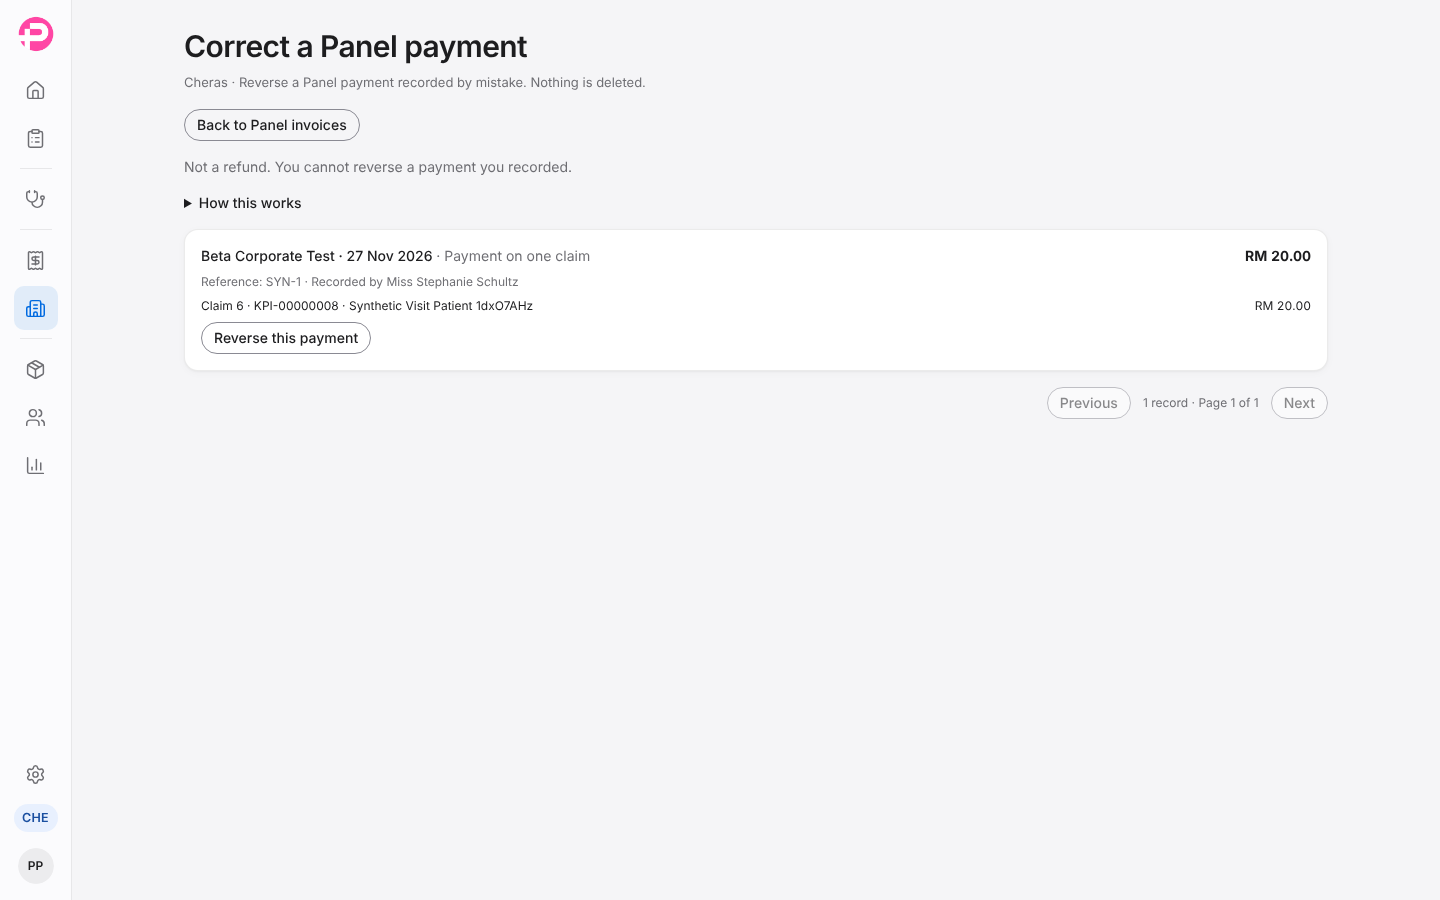 Correct a Panel payment
Cheras · Reverse a Panel payment recorded by mistake. Nothing is deleted.
Back to Panel invoices
Not a refund. You cannot reverse a payment you recorded.
How this works
Beta Corporate Test · 27 Nov 2026 · Payment on one claim RM 20.00
Reference: SYN-1 · Recorded by Miss Stephanie Schultz
Claim 6 · KPI-00000008 · Synthetic Visit Patient 1dxO7AHz RM 20.00
Reverse this payment
Previous 1 record · Page 1 of 1 Next
CHE
PP